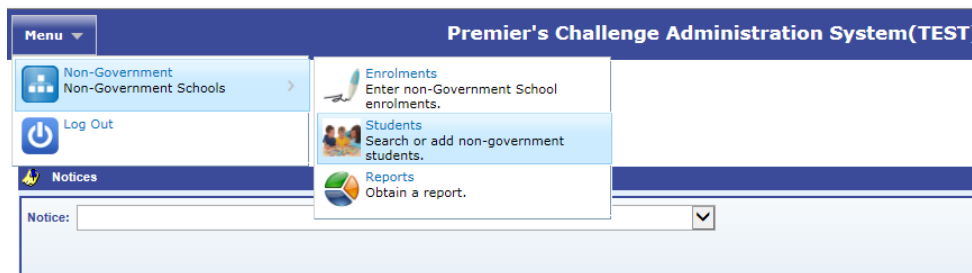 Menu
Premier's Challenge Administration System(TEST)
Non-Government
Non-Government Schools
Log Out
Enrolments
Enter non-Government School
enrolments.
Students
Search or add non-government
students.
Reports
Obtain a report.
Notices
Notice: